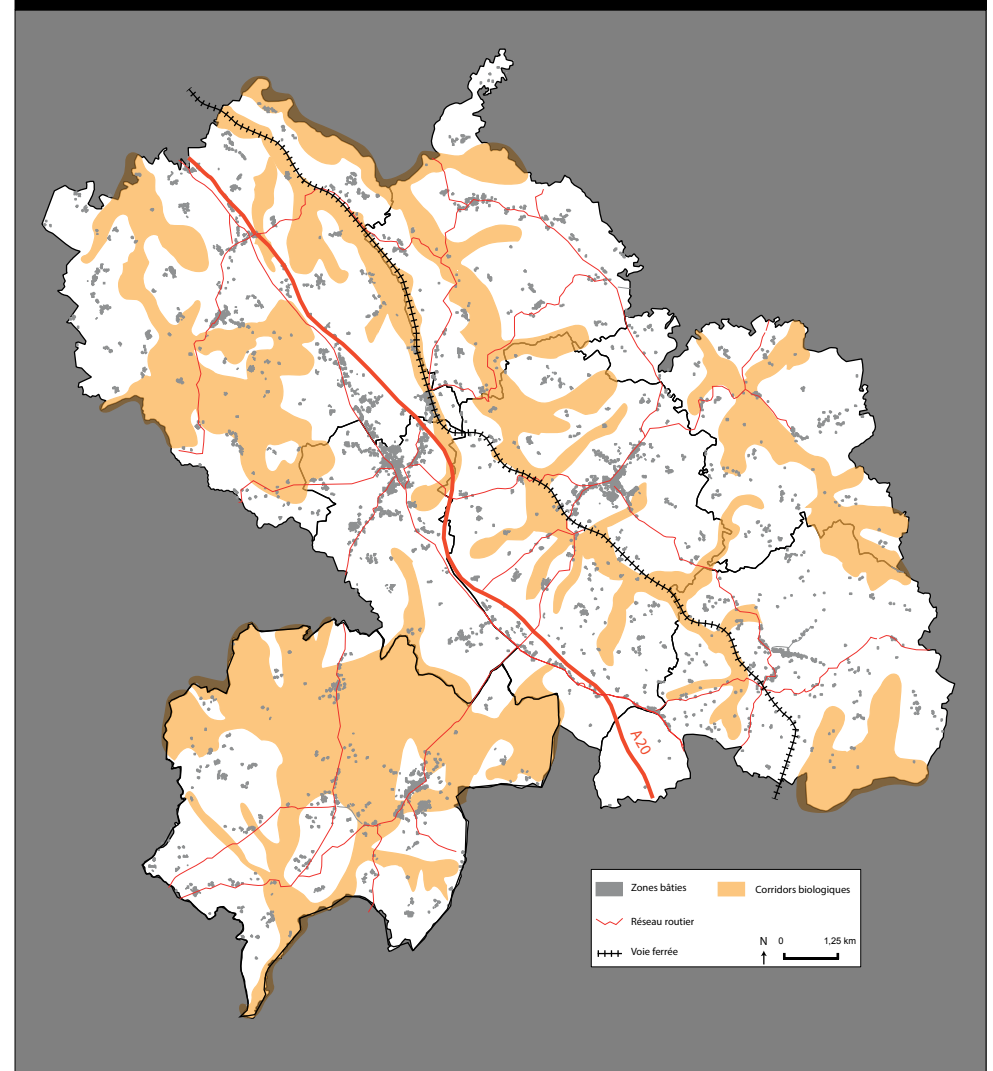 A20
Zones bâties
Corridors biologiques
Réseau routier
Voie ferrée
N 0 1,25 km